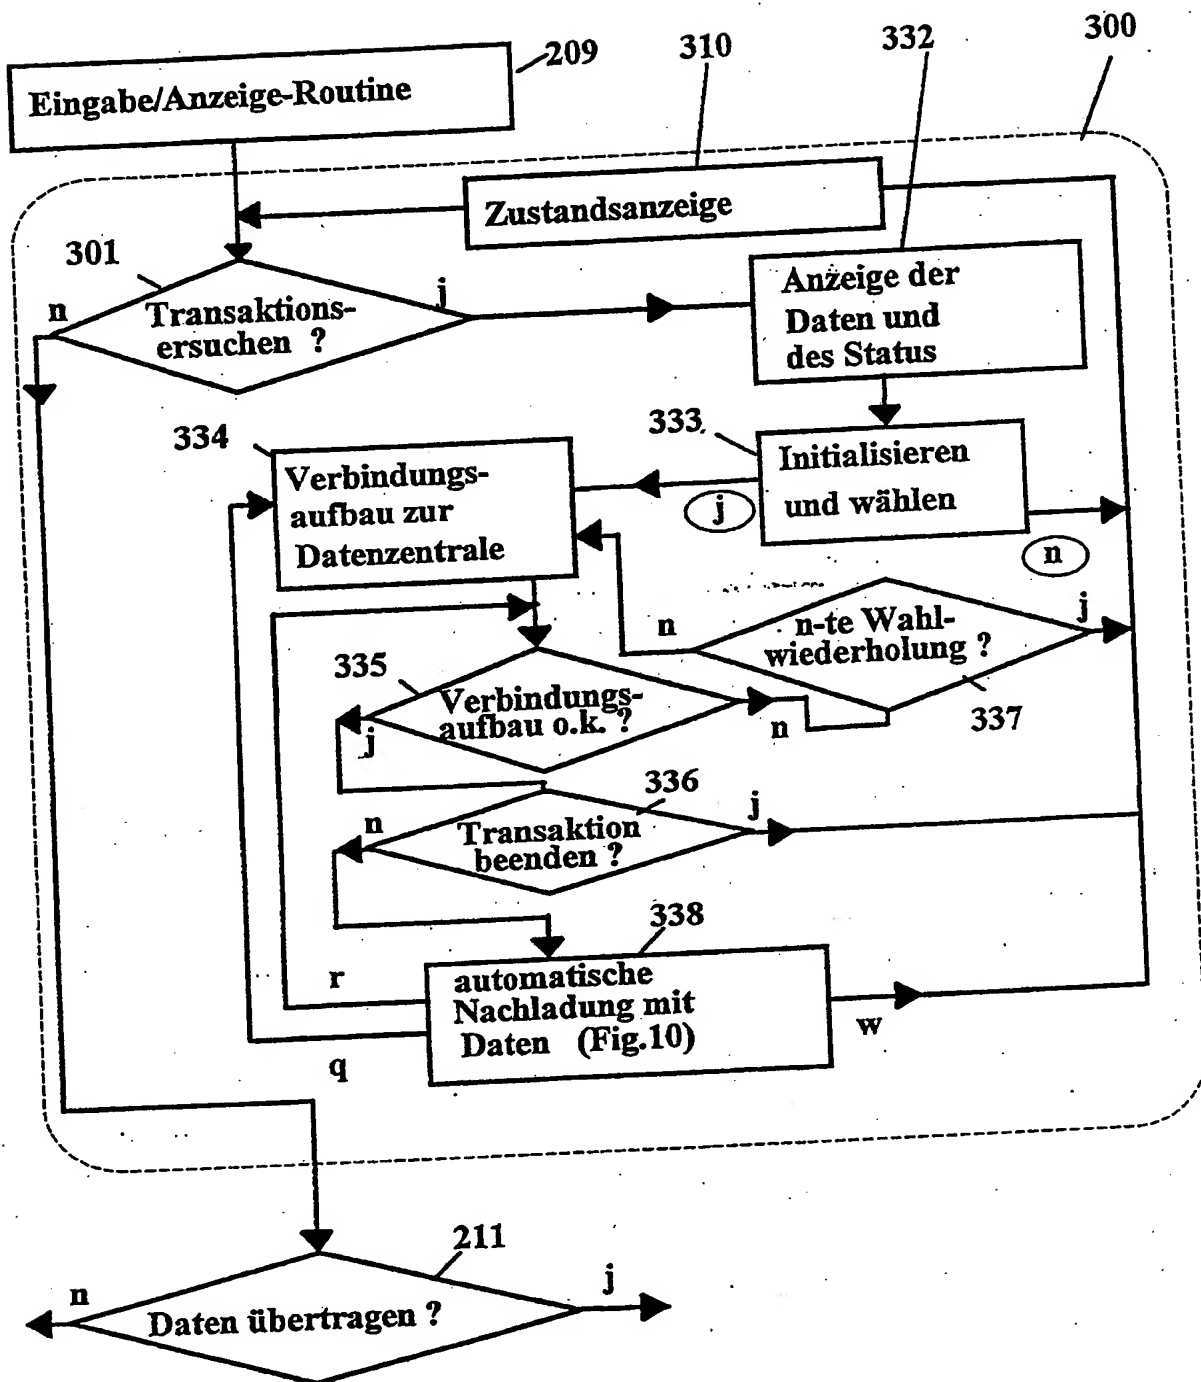 209
310
332
300
Eingabe/Anzeige-Routine
Zustandsanzeige
301
n
j
Transaktions-
ersuchen ?
Anzeige der
Daten und
des Status
334
333
Verbindungs-
aufbau zur
Datenzentrale
Initialisieren
und wählen
j
n
n
j
n-te Wahl-
wiederholung ?
337
335
Verbindungs-
aufbau o.k. ?
j
n
336
n
j
Transaktion
beenden ?
338
r
automatische
Nachladung mit
Daten (Fig.10)
w
q
211
n
j
Daten übertragen ?